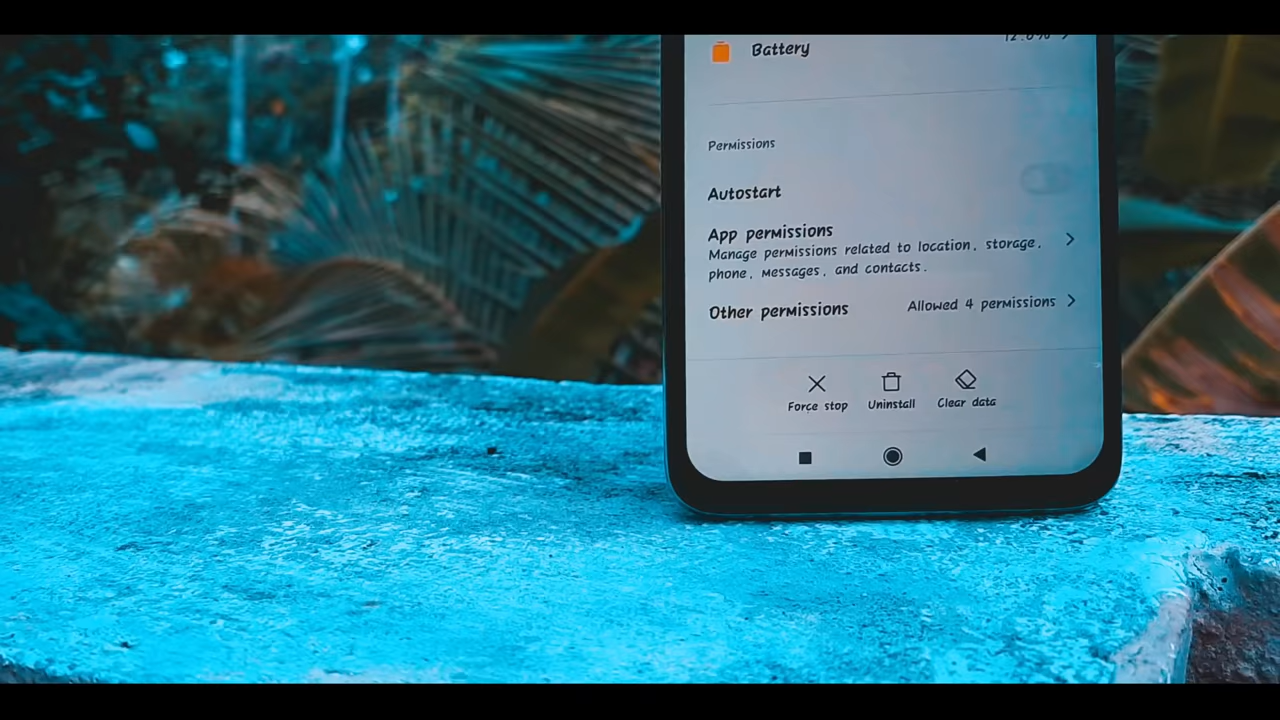 Battery
Permissions
Autostart
App permissions
Manage permissions related to location, storage,
phone, messages, and contacts.
Other permissions Allowed 4 permissions
Force stop Uninstall Clear data